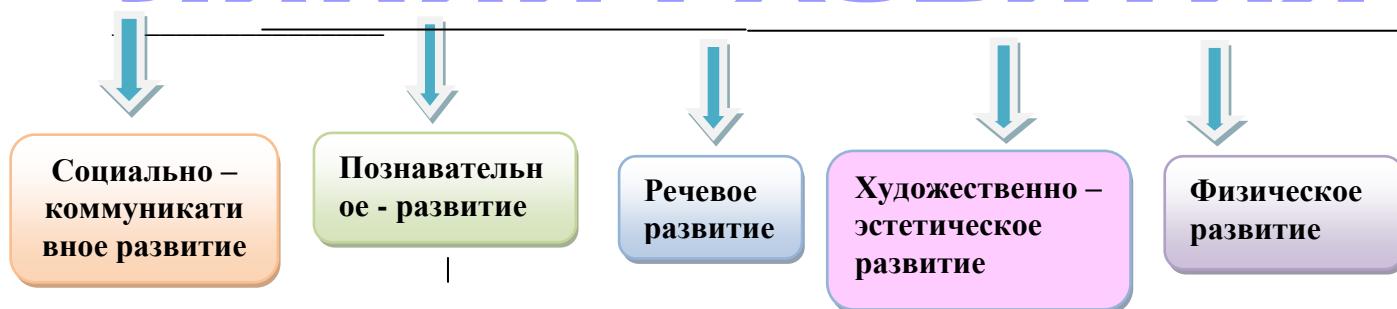 Социально –
коммуникати
вное развитие
Познавательн
ое - развитие
Речевое
развитие
Художественно –
эстетическое
развитие
Физическое
развитие